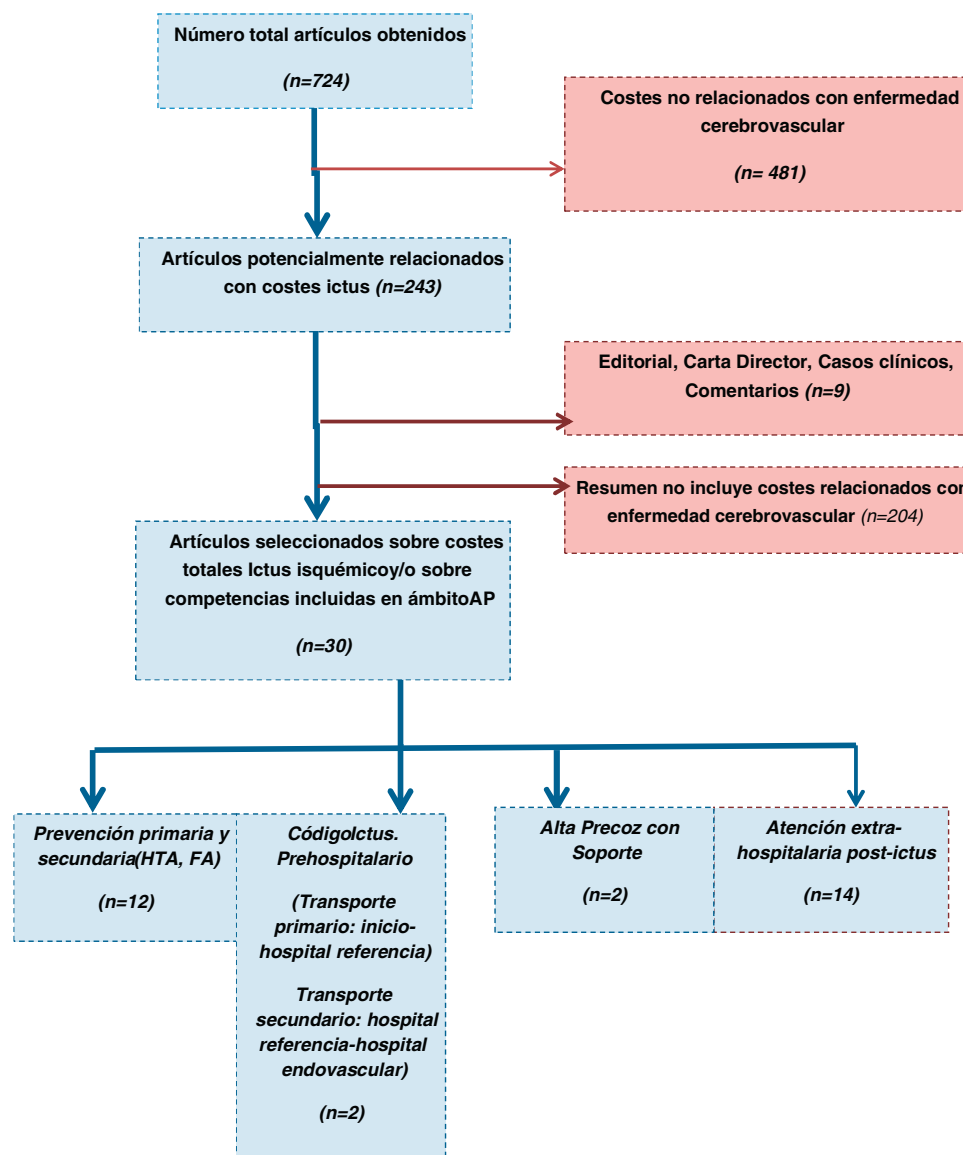 Número total artículos obtenidos
(n=724)
Costes no relacionados con enfermedad
cerebrovascular
(n= 481)
Artículos potencialmente relacionados
con costes ictus (n=243)
Editorial, Carta Director, Casos clínicos,
Comentarios (n=9)
Resumen no incluye costes relacionados con
enfermedad cerebrovascular (n=204)
Artículos seleccionados sobre costes
totales Ictus isquémicoy/o sobre
competencias incluidas en ámbitoAP
(n=30)
Prevención primaria y
secundaria(HTA, FA)
(n=12)
CódigoIctus.
Prehospitalario
(Transporte
primario: inicio-
hospital referencia)
Transporte
secundario: hospital
referencia-hospital
endovascular)
(n=2)
Alta Precoz con
Soporte
(n=2)
Atención extra-
hospitalaria post-ictus
(n=14)